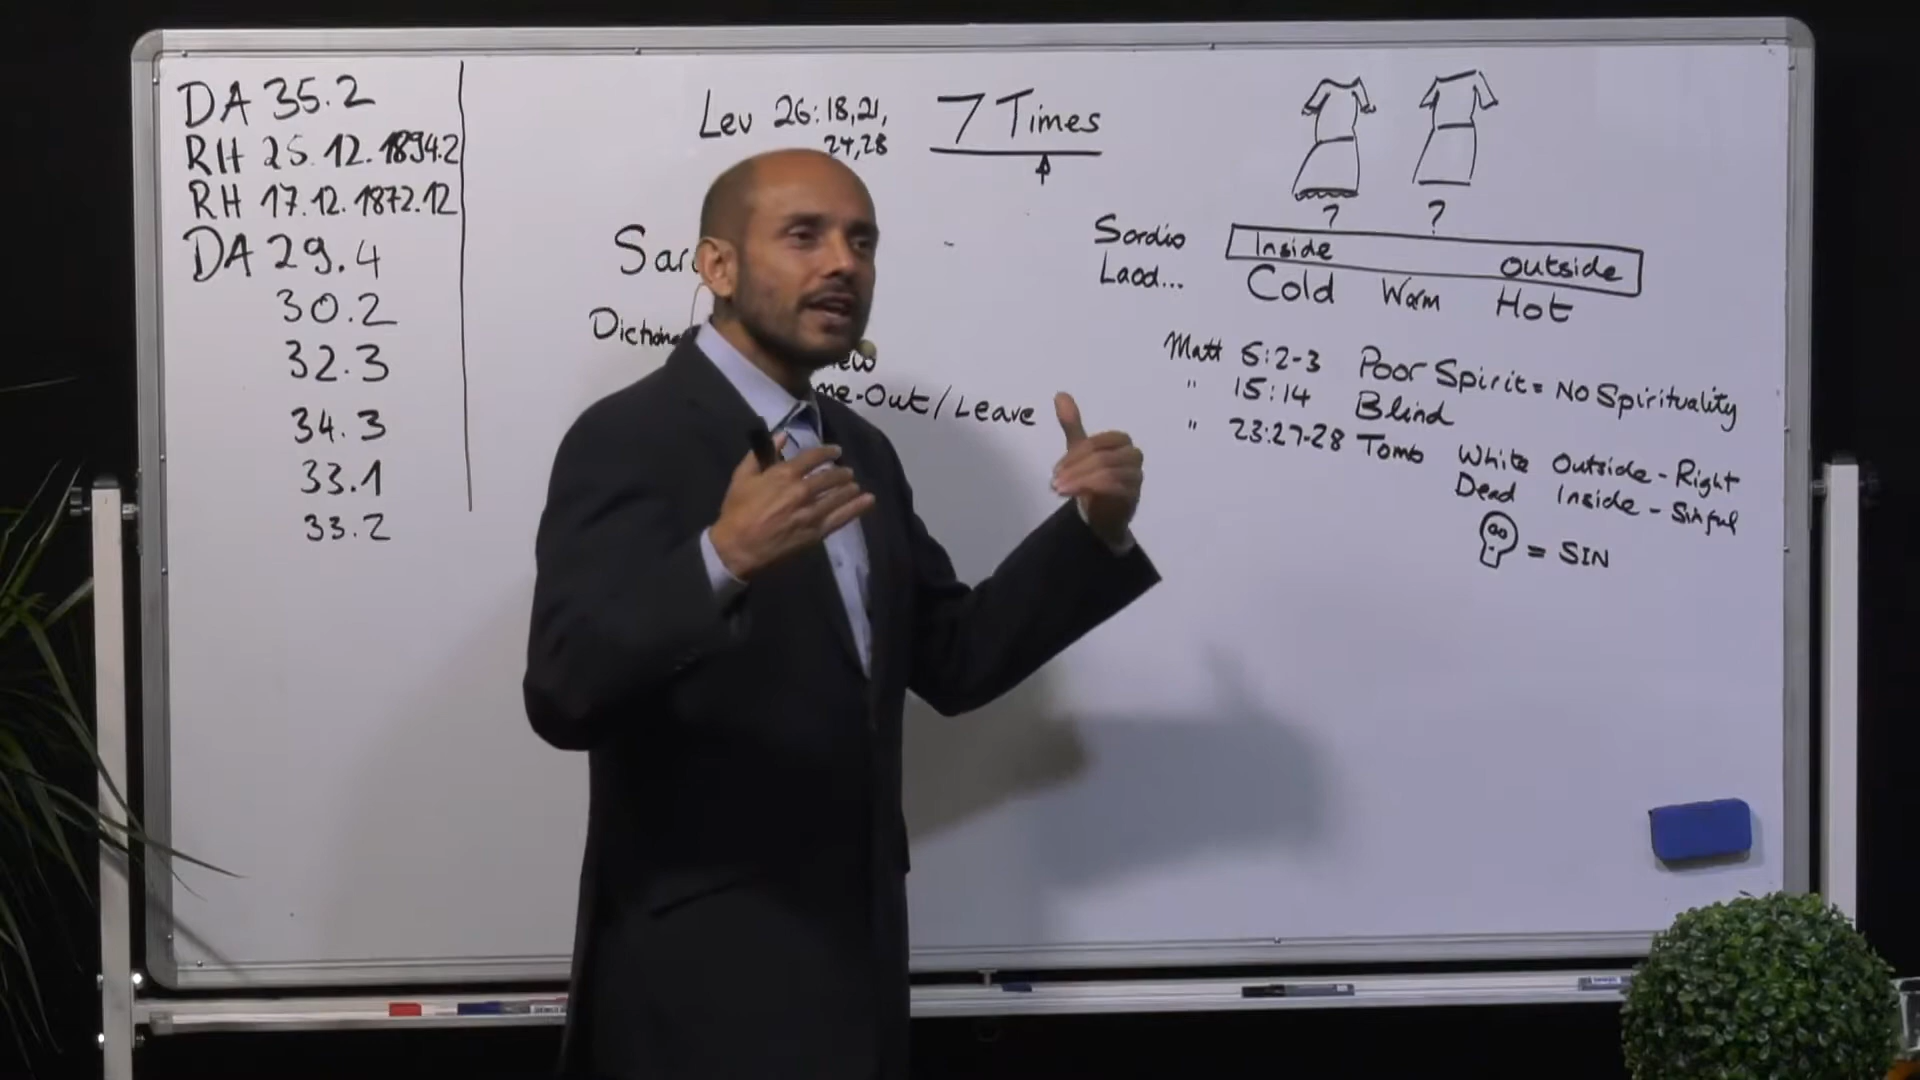 DA 35.2
RH 25.12.1894.2
RH 17.12.1872.12
DA 29.4
30.2
32.3
34.3
33.1
33.2
Lev 26:18,21,
24,28
7 Times
? ?
Sardis
Inside Outside
Laod...
Cold Warm Hot
me-Out/Leave
Matt 5:2-3 Poor Spirit = No Spirituality
" 15:14 Blind
" 23:27-28 Tomb White Outside - Right
Dead Inside - Sinful
= SIN